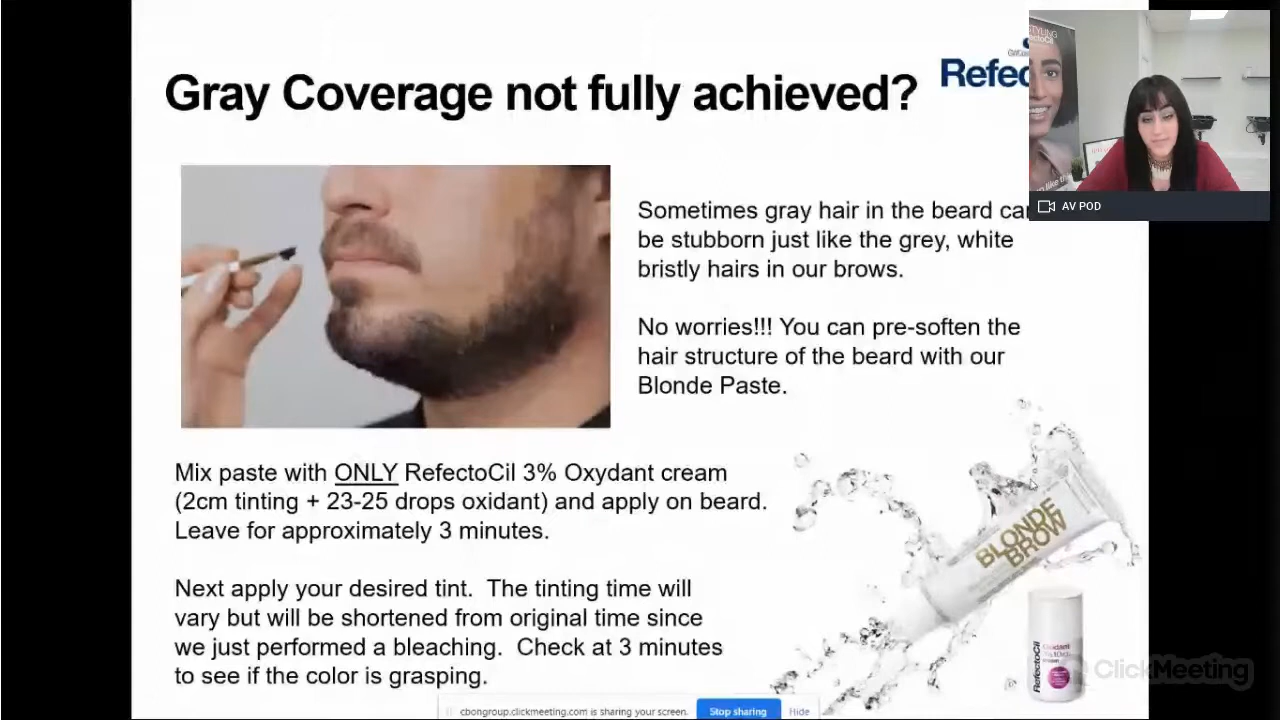 Gray Coverage not fully achieved?
Refec
AV POD
Sometimes gray hair in the beard can
be stubborn just like the grey, white
bristly hairs in our brows.
No worries!!! You can pre-soften the
hair structure of the beard with our
Blonde Paste.
Mix paste with ONLY RefectoCil 3% Oxydant cream
(2cm tinting + 23-25 drops oxidant) and apply on beard.
Leave for approximately 3 minutes.
Next apply your desired tint.  The tinting time will
vary but will be shortened from original time since
we just performed a bleaching.  Check at 3 minutes
to see if the color is grasping.
BLONDE
BROW
RefectoCil
ClickMeeting
cbongroup.clickmeeting.com is sharing your screen.
Stop sharing
Hide